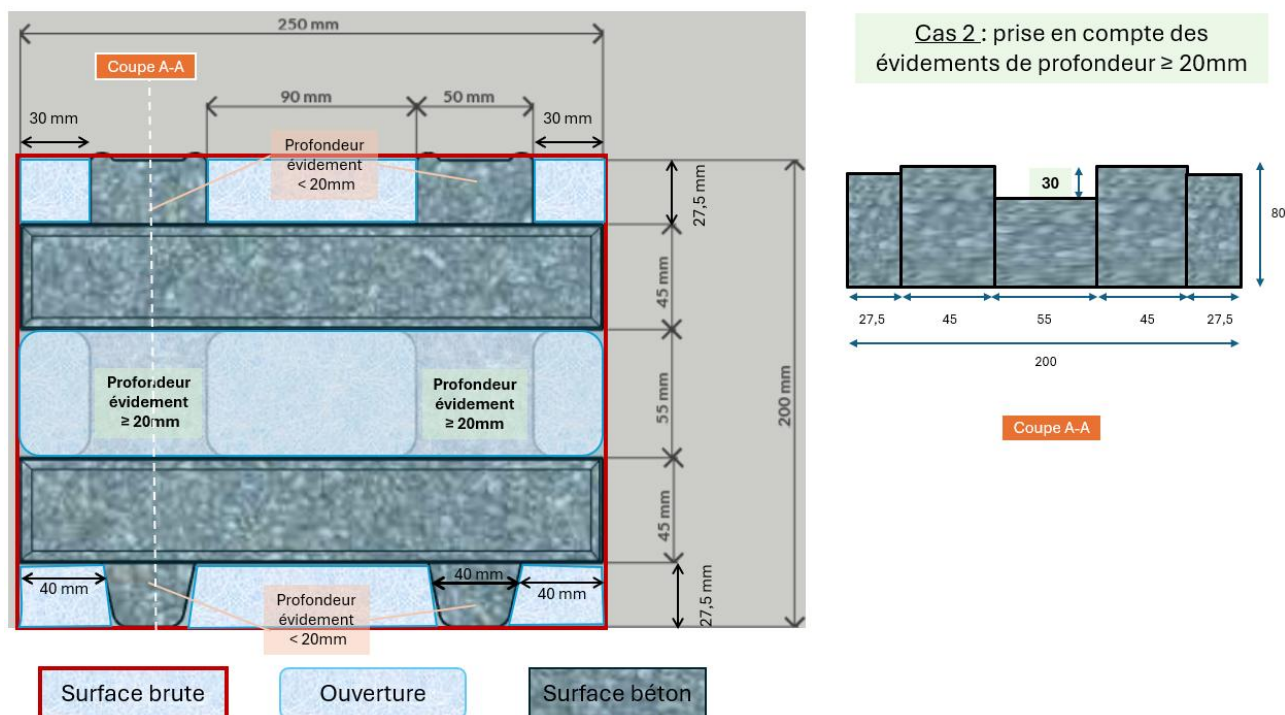 250 mm
Coupe A-A
90 mm
50 mm
30 mm
30 mm
Profondeur
évidement
< 20mm
27,5 mm
45 mm
Profondeur
évidement
≥ 20mm
Profondeur
évidement
≥ 20mm
55 mm
200 mm
45 mm
40 mm
40 mm
40 mm
27,5 mm
Profondeur
évidement
< 20mm
Surface brute
Ouverture
Surface béton
Cas 2 : prise en compte des
évidements de profondeur ≥ 20mm
30
80
27,5
45
55
45
27,5
200
Coupe A-A